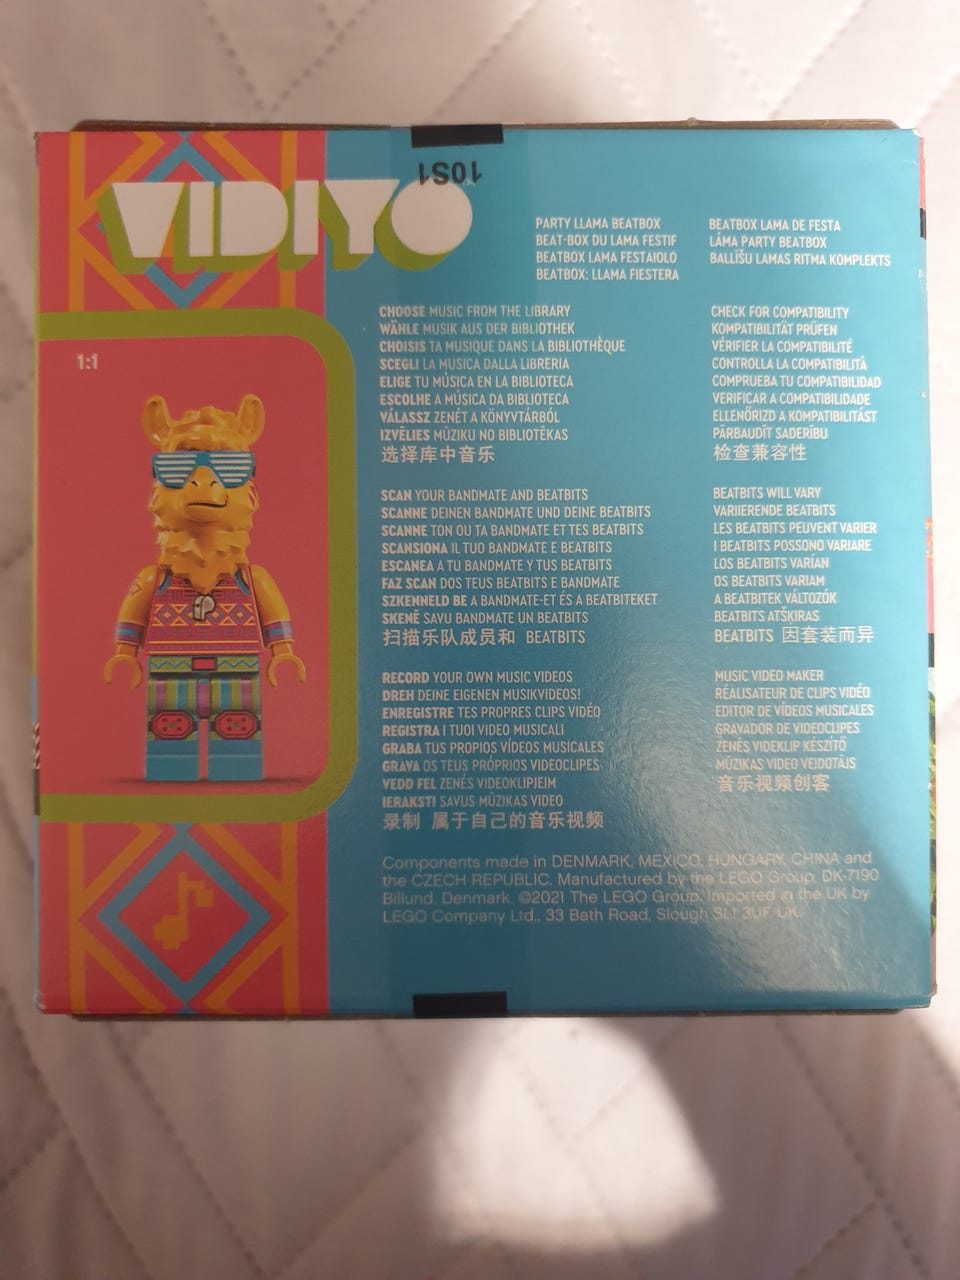 VIDIYO
10S1
PARTY LLAMA BEATBOX
BEAT-BOX DU LAMA FESTIF
BEATBOX LAMA FESTAIOLO
BEATBOX: LLAMA FIESTERA
BEATBOX LAMA DE FESTA
LÁMA PARTY BEATBOX
BALLĪŠU LAMAS RITMA KOMPLEKTS
1:1
CHOOSE MUSIC FROM THE LIBRARY
WÄHLE MUSIK AUS DER BIBLIOTHEK
CHOISIS TA MUSIQUE DANS LA BIBLIOTHÈQUE
SCEGLI LA MUSICA DALLA LIBRERIA
ELIGE TU MÚSICA EN LA BIBLIOTECA
ESCOLHE A MÚSICA DA BIBLIOTECA
VÁLASSZ ZENÉT A KÖNYVTÁRBÓL
IZVĒLIES MŪZIKU NO BIBLIOTĒKAS
选择库中音乐
CHECK FOR COMPATIBILITY
KOMPATIBILITÄT PRÜFEN
VÉRIFIER LA COMPATIBILITÉ
CONTROLLA LA COMPATIBILITÀ
COMPRUEBA TU COMPATIBILIDAD
VERIFICAR A COMPATIBILIDADE
ELLENŐRIZD A KOMPATIBILITÁST
PĀRBAUDĪT SADERĪBU
检查兼容性
SCAN YOUR BANDMATE AND BEATBITS
SCANNE DEINEN BANDMATE UND DEINE BEATBITS
SCANNE TON OU TA BANDMATE ET TES BEATBITS
SCANSIONA IL TUO BANDMATE E BEATBITS
ESCANEA A TU BANDMATE Y TUS BEATBITS
FAZ SCAN DOS TEUS BEATBITS E BANDMATE
SZKENNELD BE A BANDMATE-ET ÉS A BEATBITEKET
SKENĒ SAVU BANDMATE UN BEATBITS
扫描乐队成员和 BEATBITS
BEATBITS WILL VARY
VARIIERENDE BEATBITS
LES BEATBITS PEUVENT VARIER
I BEATBITS POSSONO VARIARE
LOS BEATBITS VARÍAN
OS BEATBITS VARIAM
A BEATBITEK VÁLTOZÓK
BEATBITS ATŠĶIRAS
BEATBITS 因套装而异
RECORD YOUR OWN MUSIC VIDEOS
DREH DEINE EIGENEN MUSIKVIDEOS!
ENREGISTRE TES PROPRES CLIPS VIDÉO
REGISTRA I TUOI VIDEO MUSICALI
GRABA TUS PROPIOS VÍDEOS MUSICALES
GRAVA OS TEUS PRÓPRIOS VIDEOCLIPES
VEDD FEL ZENÉS VIDEOKLIPJEIM
IERAKSTI SAVUS MŪZIKAS VIDEO
录制 属于自己的音乐视频
MUSIC VIDEO MAKER
RÉALISATEUR DE CLIPS VIDÉO
EDITOR DE VÍDEOS MUSICALES
GRAVADOR DE VIDEOCLIPES
ZENÉS VIDEKLIP KÉSZÍTŐ
MŪZIKAS VIDEO VEIDOTĀJS
音乐视频创客
Components made in DENMARK, MEXICO, HUNGARY, CHINA and
the CZECH REPUBLIC. Manufactured by the LEGO Group. DK-7190
Billund, Denmark. ©2021 The LEGO Group. Imported in the UK by
LEGO Company Ltd., 33 Bath Road, Slough SL1 3UF, UK.